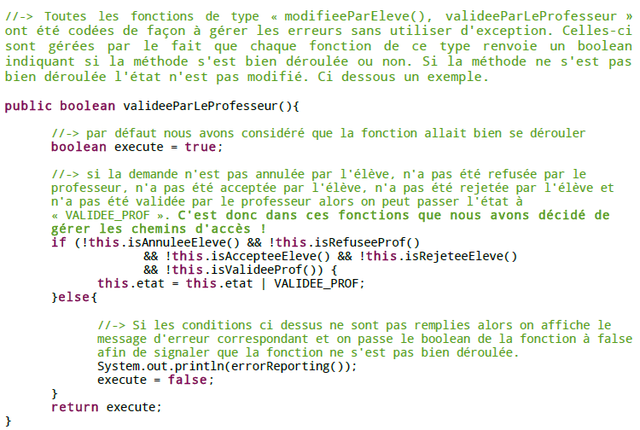 //-> Toutes les fonctions de type « modifieeParEleve(), valideeParLeProfesseur »
ont été codées de façon à gérer les erreurs sans utiliser d'exception. Celles-ci
sont gérées par le fait que chaque fonction de ce type renvoie un boolean
indiquant si la méthode s'est bien déroulée ou non. Si la méthode ne s'est pas
bien déroulée l'état n'est pas modifié. Ci dessous un exemple.
public boolean valideeParLeProfesseur(){
//-> par défaut nous avons considéré que la fonction allait bien se dérouler
boolean execute = true;
//-> si la demande n'est pas annulée par l'élève, n'a pas été refusée par le
professeur, n'a pas été acceptée par l'élève, n'a pas été rejetée par l'élève et
n'a pas été validée par le professeur alors on peut passer l'état à
« VALIDEE_PROF ». C'est donc dans ces fonctions que nous avons décidé de
gérer les chemins d'accès !
if (!this.isAnnuleeEleve() && !this.isRefuseeProf()
&& !this.isAccepteeEleve() && !this.isRejeteeEleve()
&& !this.isValideeProf()) {
this.etat = this.etat | VALIDEE_PROF;
}else{
//-> Si les conditions ci dessus ne sont pas remplies alors on affiche le
message d'erreur correspondant et on passe le boolean de la fonction à false
afin de signaler que la fonction ne s'est pas bien déroulée.
System.out.println(errorReporting());
execute = false;
}
return execute;
}